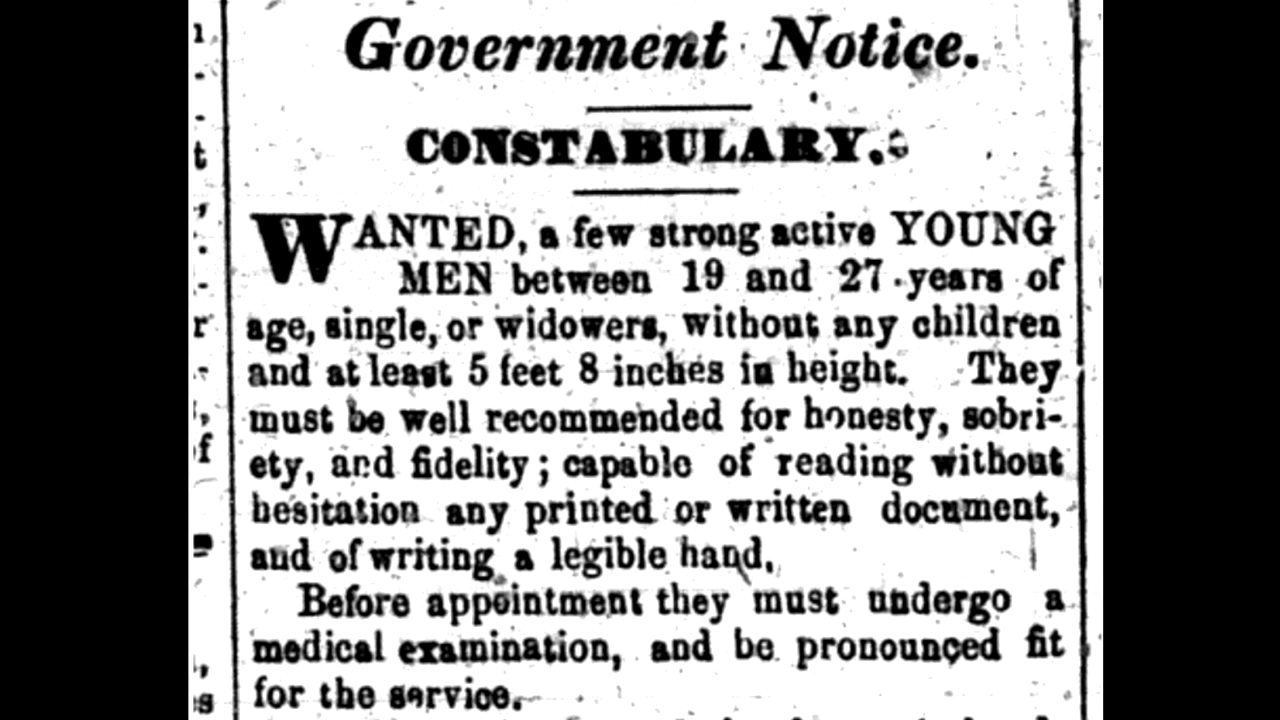 Government Notice.
CONSTABULARY.
WANTED, a few strong active YOUNG
MEN between 19 and 27 years of
age, single, or widowers, without any children
and at least 5 feet 8 inches in height. They
must be well recommended for honesty, sobri-
ety, and fidelity; capable of reading without
hesitation any printed or written document,
and of writing a legible hand.
Before appointment they must undergo a
medical examination, and be pronounced fit
for the service.